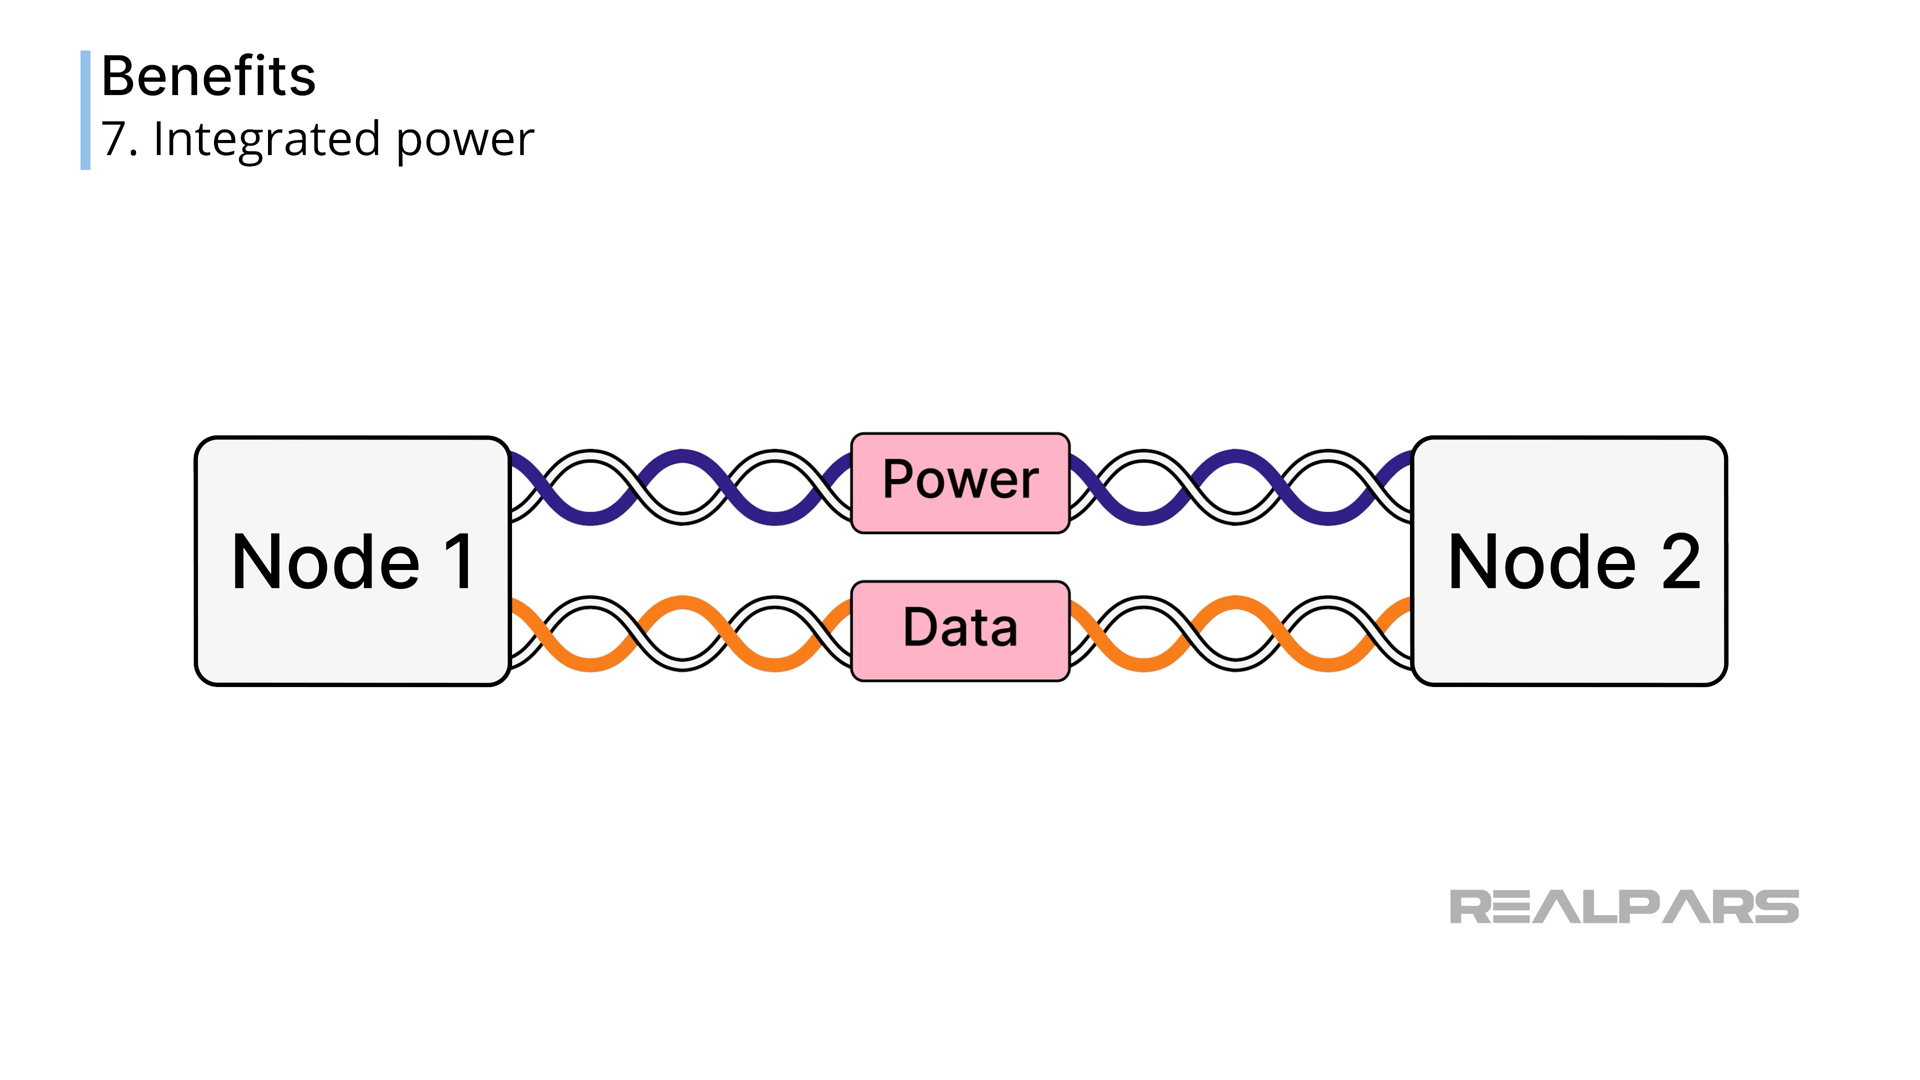 Benefits
7. Integrated power
Power
Node 1
Node 2
Data
REALPARS